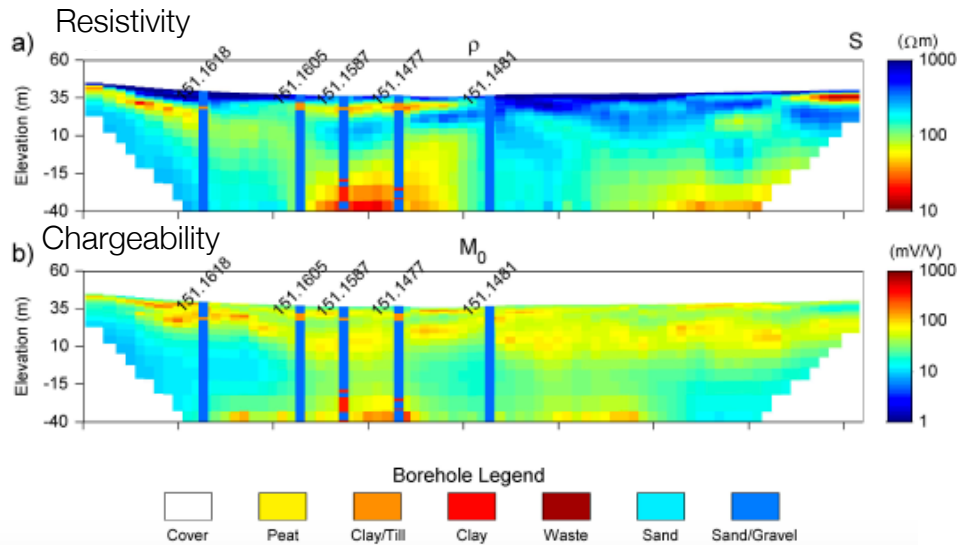 Resistivity
a)
ρ
S
(Ωm)
60
35
10
-15
-40
Elevation (m)
151.1618
151.1605
151.1587
151.1477
151.1481
1000
100
10
Chargeability
b)
M0
(mV/V)
60
35
10
-15
-40
Elevation (m)
151.1618
151.1605
151.1587
151.1477
151.1481
1000
100
10
1
Borehole Legend
Cover Peat Clay/Till Clay Waste Sand Sand/Gravel